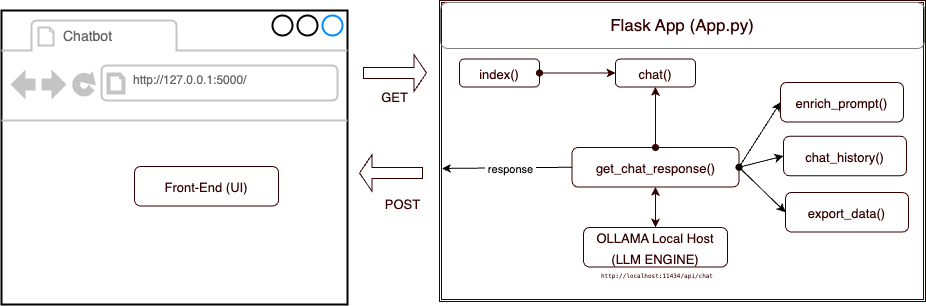 Chatbot
http://127.0.0.1:5000/
Front-End (UI)
GET
POST
Flask App (App.py)
index()
chat()
enrich_prompt()
chat_history()
response
get_chat_response()
export_data()
OLLAMA Local Host
(LLM ENGINE)
http://localhost:11434/api/chat